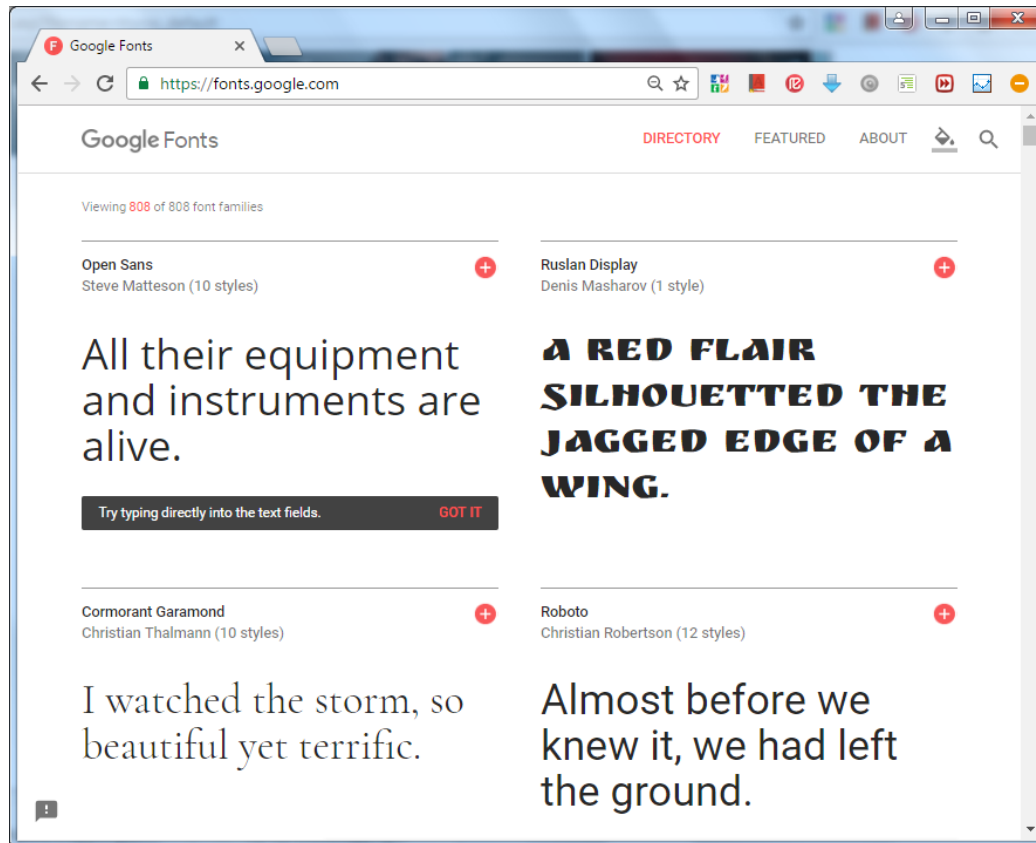 Google Fonts
https://fonts.google.com
Google Fonts
DIRECTORY FEATURED ABOUT
Viewing 808 of 808 font families
Open Sans
Steve Matteson (10 styles)
All their equipment
and instruments are
alive.
Try typing directly into the text fields. GOT IT
Ruslan Display
Denis Masharov (1 style)
A RED FLAIR
SILHOUETTED THE
JAGGED EDGE OF A
WING.
Cormorant Garamond
Christian Thalmann (10 styles)
I watched the storm, so
beautiful yet terrific.
Roboto
Christian Robertson (12 styles)
Almost before we
knew it, we had left
the ground.